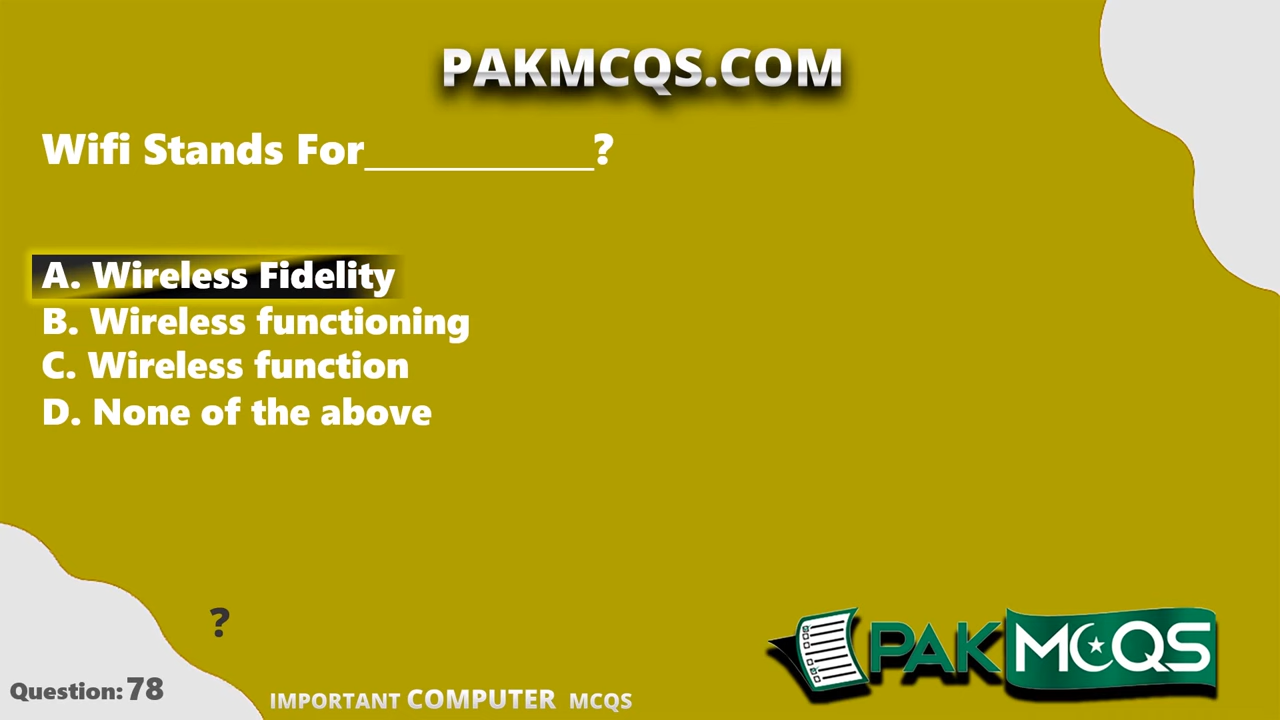 PAKMCQS.COM
Wifi Stands For___________?
A. Wireless Fidelity
B. Wireless functioning
C. Wireless function
D. None of the above
?
Question: 78
IMPORTANT COMPUTER MCQS
PAKMCQS